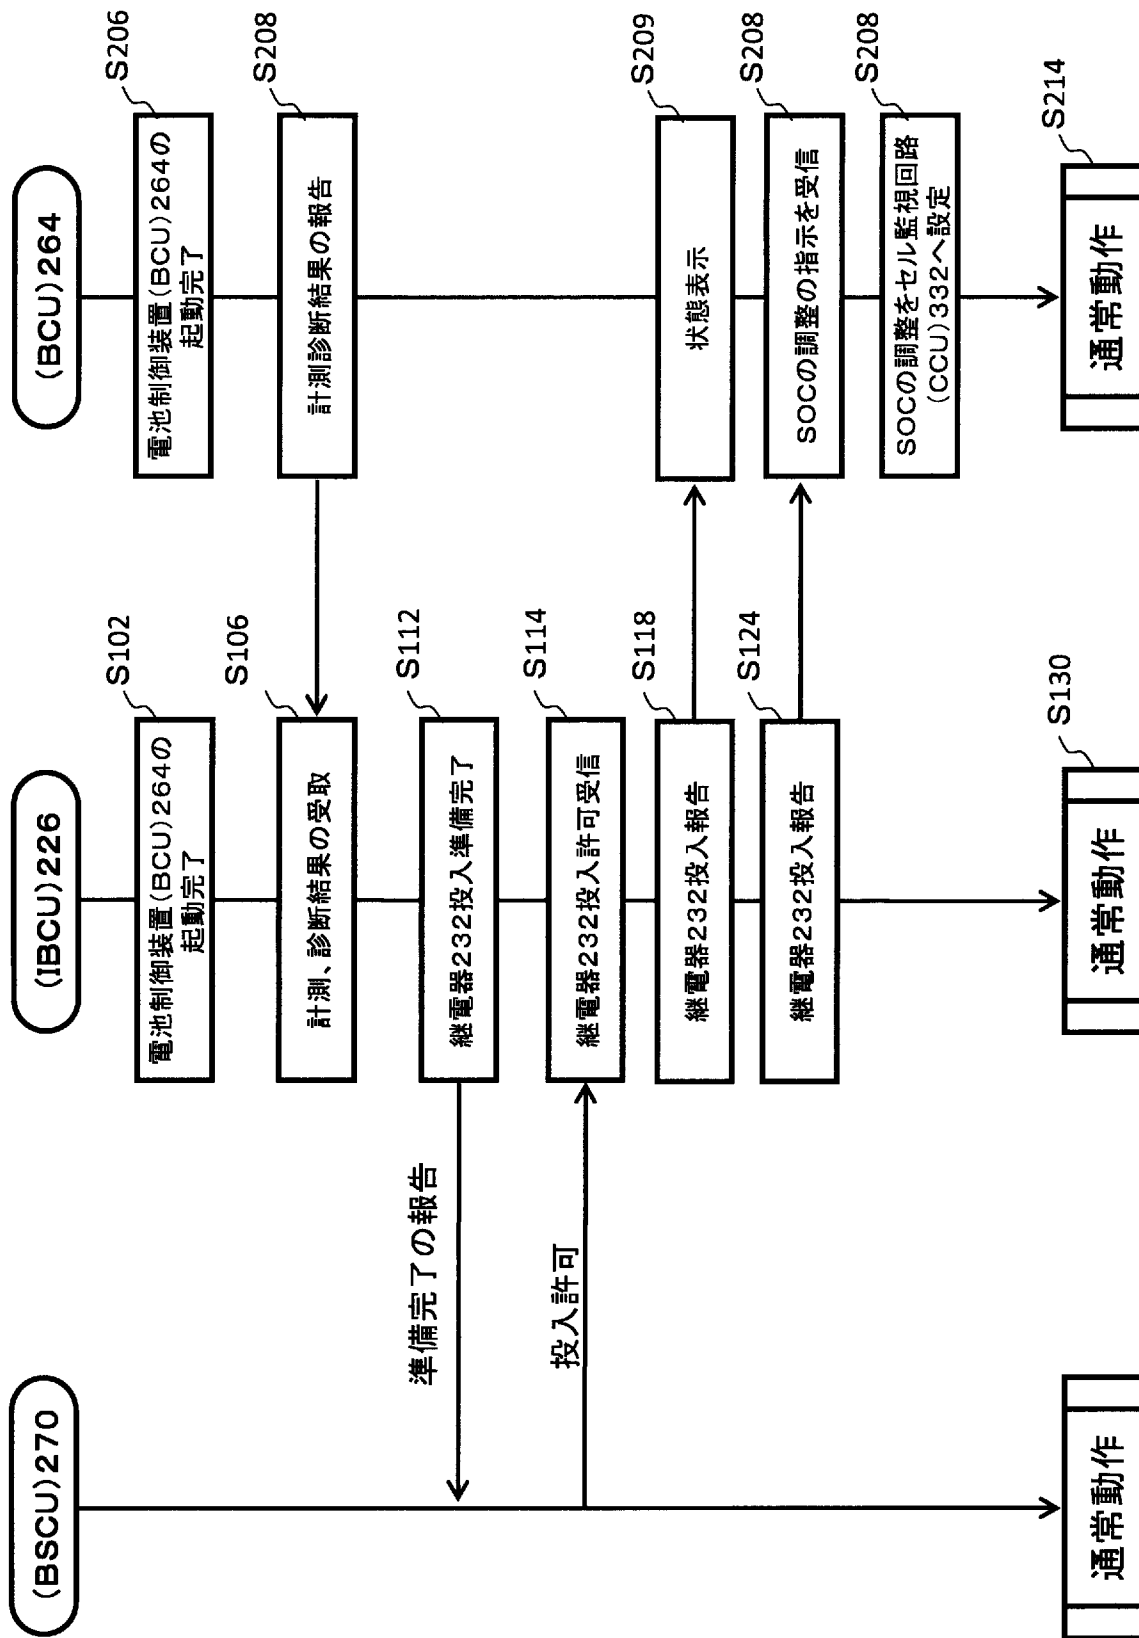 (BSCU)270
準備完了の報告
投入許可
通常動作
(IBCU)226
S102
電池制御装置(BCU)264の
起動完了
S106
計測、診断結果の受取
S112
継電器232投入準備完了
S114
継電器232投入許可受信
S118
継電器232投入報告
S124
継電器232投入報告
S130
通常動作
(BCU)264
S206
電池制御装置(BCU)264の
起動完了
S208
計測診断結果の報告
S209
状態表示
S208
SOCの調整の指示を受信
S208
SOCの調整をセル監視回路
(CCU)332へ設定
S214
通常動作